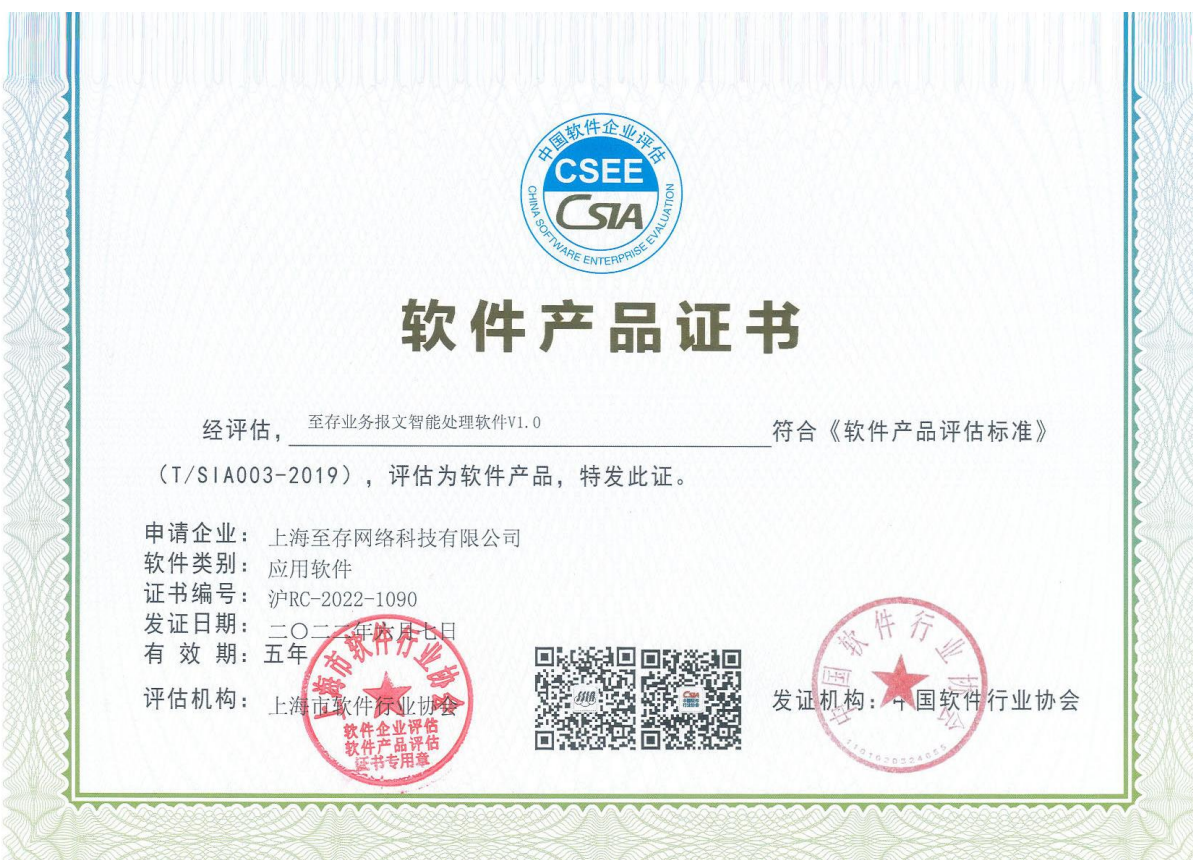 中国软件企业评估
CSEE
CSIA
CHINA SOFTWARE ENTERPRISE EVALUATION
软件产品证书
经评估，至存业务报文智能处理软件V1.0符合《软件产品评估标准》
（T/SIA003-2019），评估为软件产品，特发此证。
申请企业：上海至存网络科技有限公司
软件类别：应用软件
证书编号：沪RC-2022-1090
发证日期：二〇二二年六月七日
有 效 期：五年
评估机构：上海市软件行业协会
上海市软件行业协会
软件企业评估
软件产品评估
证书专用章
发证机构：中国软件行业协会
中国软件行业协会